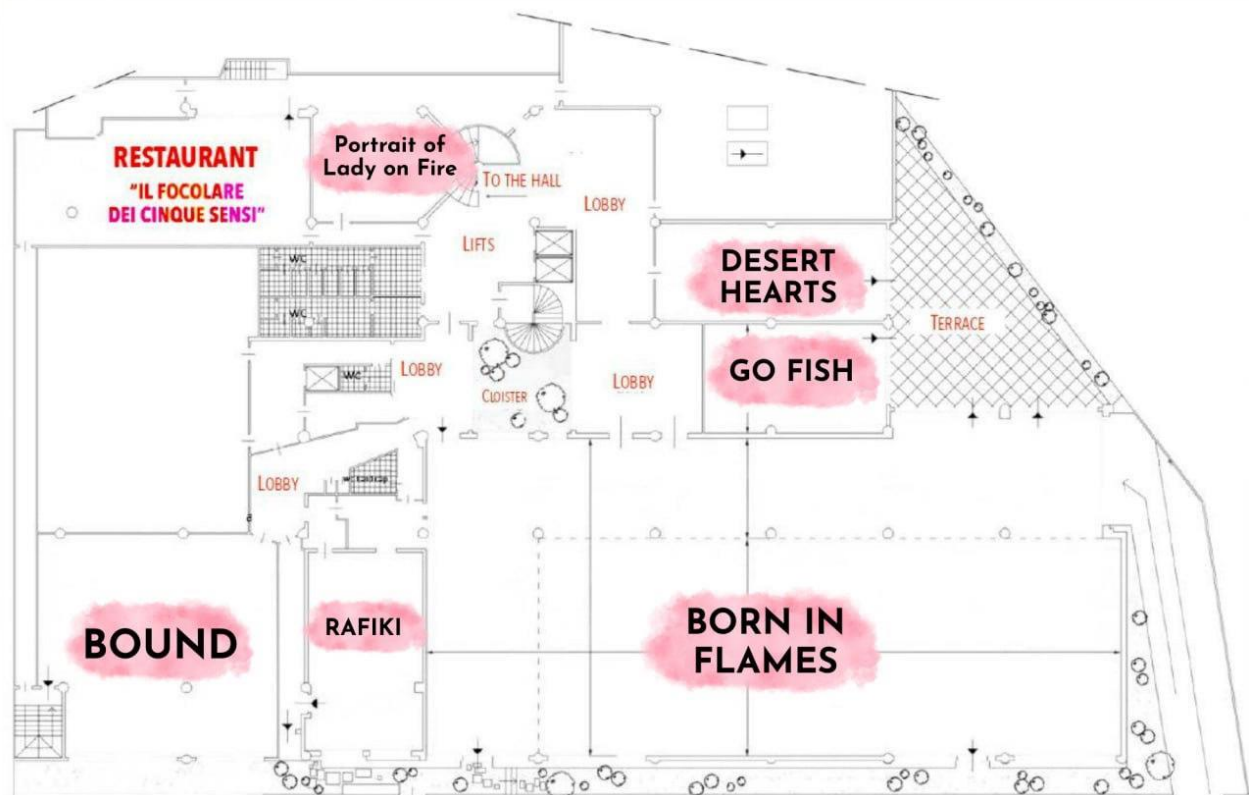 RESTAURANT
"IL FOCOLARE
DEI CINQUE SENSI"
Portrait of
Lady on Fire
TO THE HALL
LOBBY
LIFTS
WC
WC
DESERT
HEARTS
TERRACE
GO FISH
LOBBY
WC
LOBBY
CLOISTER
LOBBY
BOUND
RAFIKI
BORN IN
FLAMES